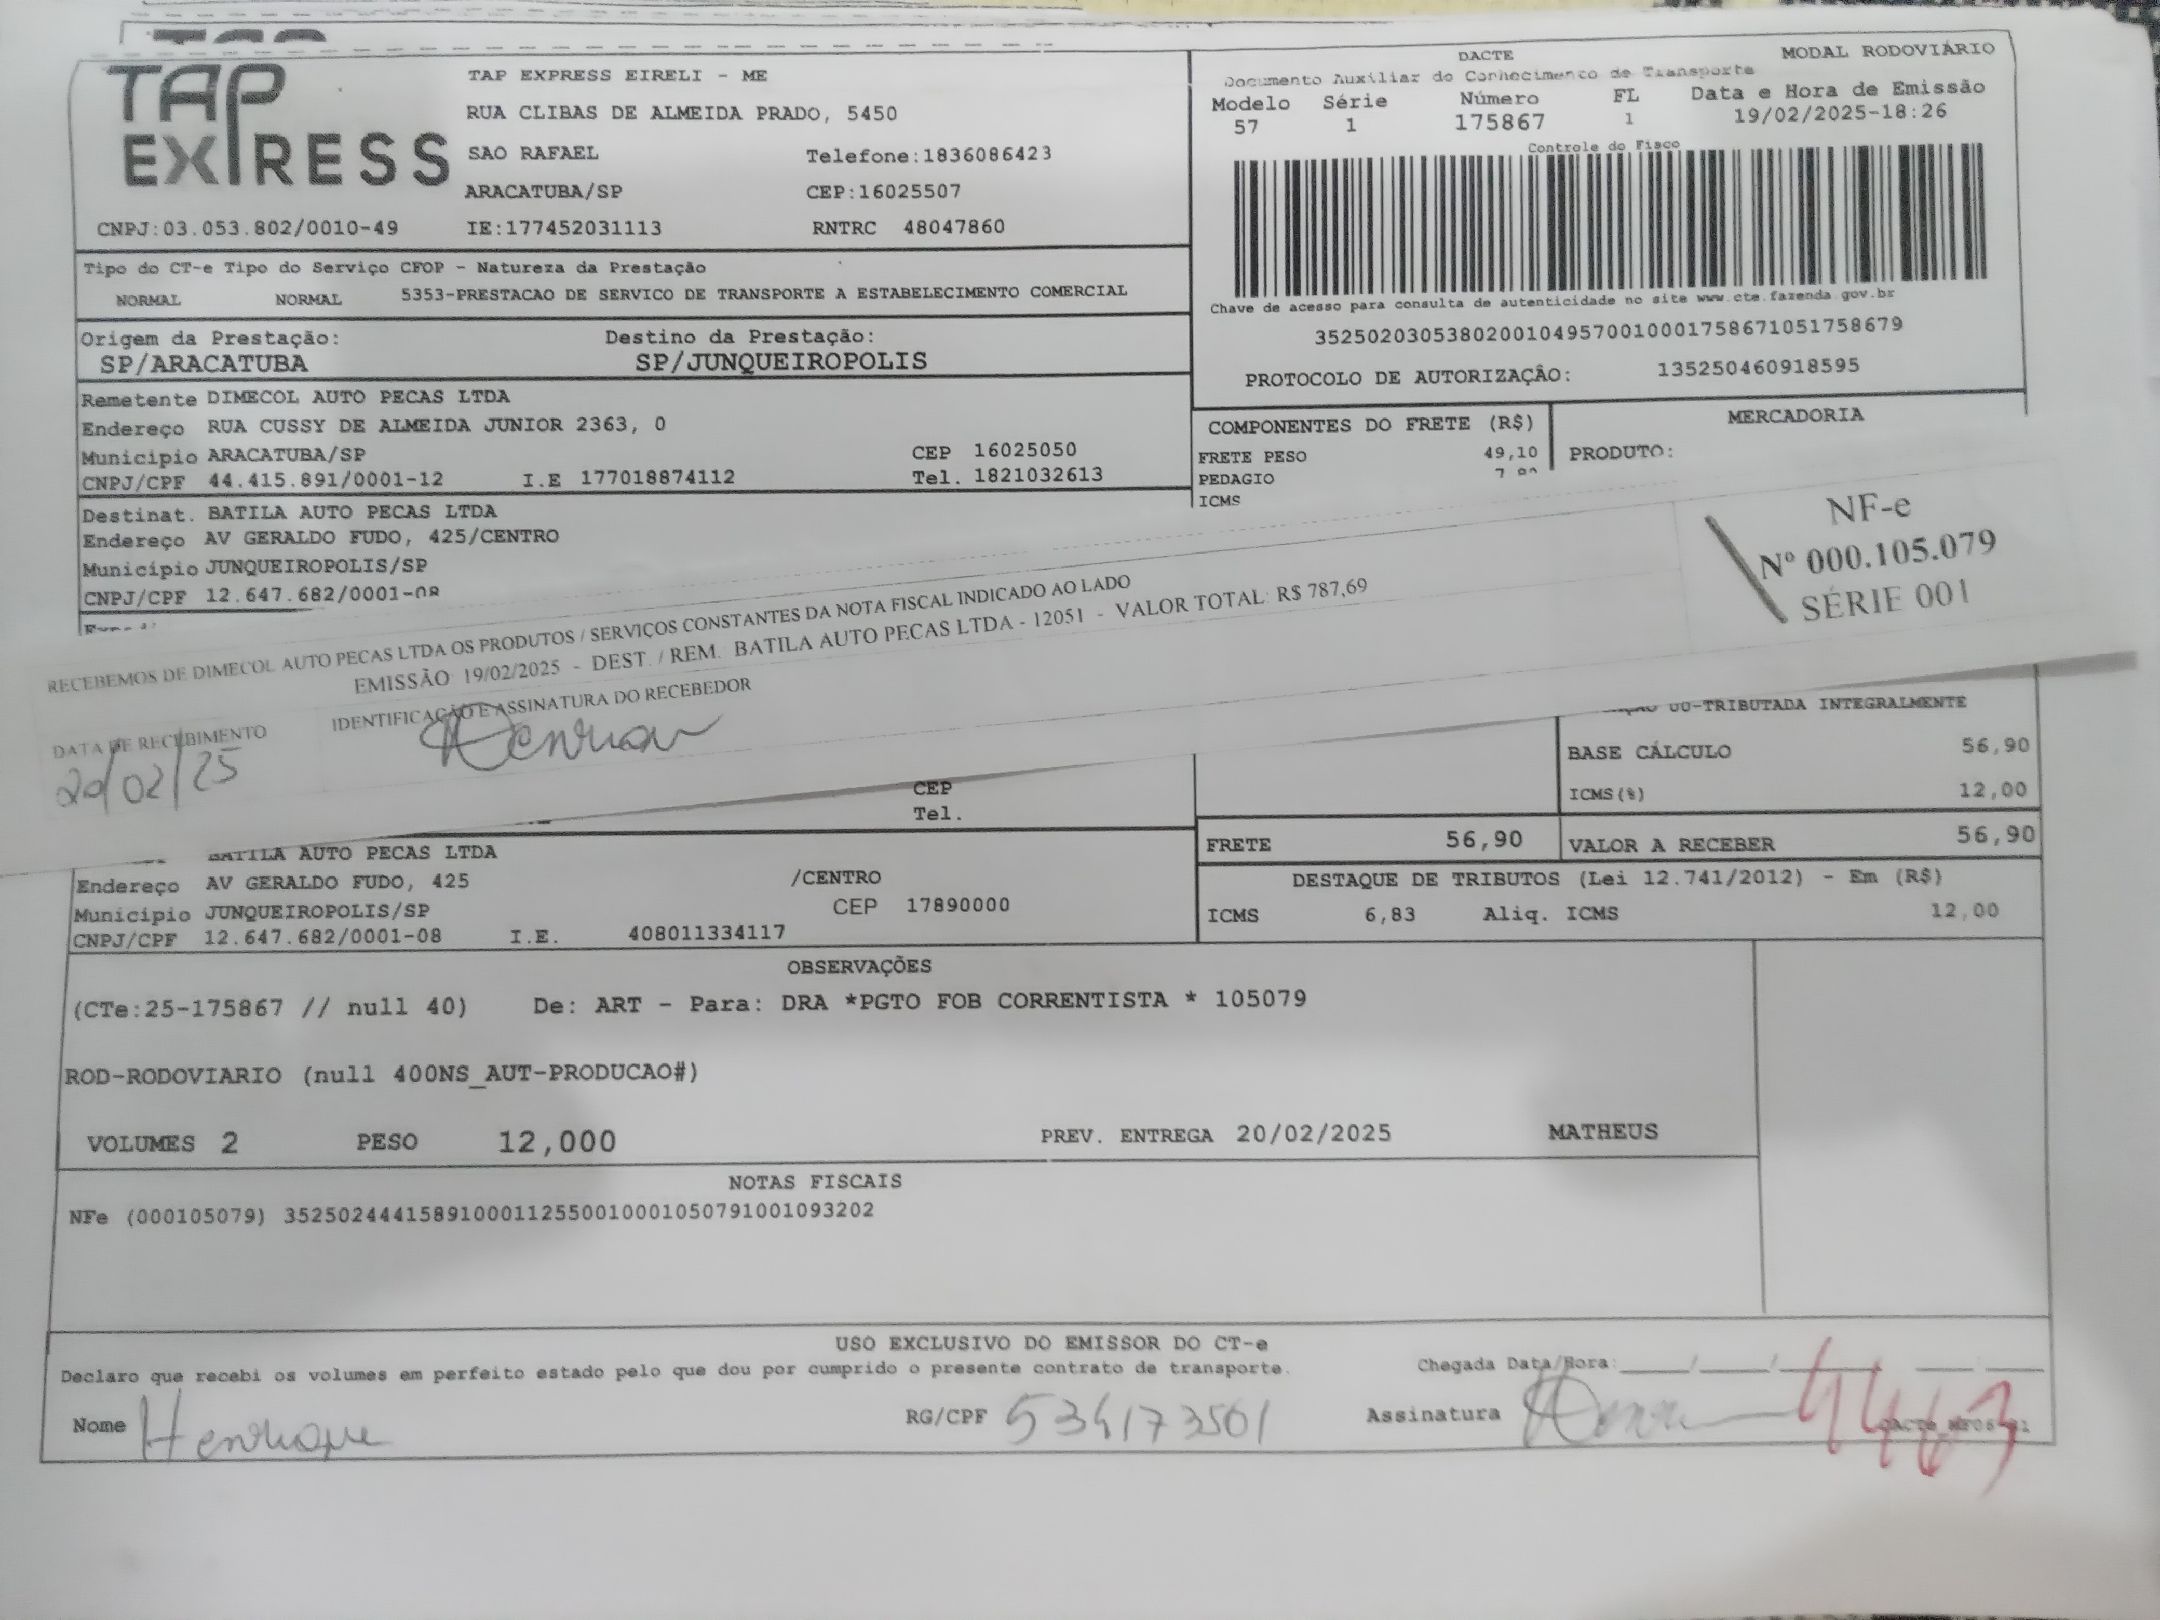 TAP EXPRESS
TAP EXPRESS EIRELI - ME
RUA CLIBAS DE ALMEIDA PRADO, 5450
SAO RAFAEL Telefone:1836086423
ARACATUBA/SP CEP:16025507
CNPJ:03.053.802/0010-49 IE:177452031113 RNTRC 48047860
DACTE MODAL RODOVIÁRIO
Documento Auxiliar do Conhecimento de Transporte
Modelo Série Número FL Data e Hora de Emissão
57 1 175867 1 19/02/2025-18:26
Controle do Fisco
Chave de acesso para consulta de autenticidade no site www.cte.fazenda.gov.br
35250203053802001049570010001758671051758679
PROTOCOLO DE AUTORIZAÇÃO: 135250460918595
Tipo do CT-e Tipo do Serviço CFOP - Natureza da Prestação
NORMAL NORMAL 5353-PRESTACAO DE SERVICO DE TRANSPORTE A ESTABELECIMENTO COMERCIAL
Origem da Prestação: Destino da Prestação:
SP/ARACATUBA SP/JUNQUEIROPOLIS
Remetente DIMECOL AUTO PECAS LTDA
Endereço RUA CUSSY DE ALMEIDA JUNIOR 2363, 0
Municipio ARACATUBA/SP CEP 16025050
CNPJ/CPF 44.415.891/0001-12 I.E 177018874112 Tel. 1821032613
COMPONENTES DO FRETE (R$) MERCADORIA
FRETE PESO 49,10 PRODUTO:
PEDAGIO
ICMS
Destinat. BATILA AUTO PECAS LTDA
Endereço AV GERALDO FUDO, 425/CENTRO
Município JUNQUEIROPOLIS/SP
CNPJ/CPF 12.647.682/0001-08
NF-e
Nº 000.105.079
SÉRIE 001
RECEBEMOS DE DIMECOL AUTO PECAS LTDA OS PRODUTOS / SERVIÇOS CONSTANTES DA NOTA FISCAL INDICADO AO LADO
EMISSÃO: 19/02/2025 - DEST. / REM. BATILA AUTO PECAS LTDA - 12051 - VALOR TOTAL: R$ 787,69
DATA DE RECEBIMENTO IDENTIFICAÇÃO E ASSINATURA DO RECEBEDOR
20/02/25
00-TRIBUTADA INTEGRALMENTE
BASE CÁLCULO 56,90
ICMS(%) 12,00
CEP
Tel.
FRETE 56,90 VALOR A RECEBER 56,90
BATILA AUTO PECAS LTDA
Endereço AV GERALDO FUDO, 425 /CENTRO
Municipio JUNQUEIROPOLIS/SP CEP 17890000
CNPJ/CPF 12.647.682/0001-08 I.E. 408011334117
DESTAQUE DE TRIBUTOS (Lei 12.741/2012) - Em (R$)
ICMS 6,83 Aliq. ICMS 12,00
OBSERVAÇÕES
(CTe:25-175867 // null 40) De: ART - Para: DRA *PGTO FOB CORRENTISTA * 105079
ROD-RODOVIARIO (null 400NS_AUT-PRODUCAO#)
VOLUMES 2 PESO 12,000 PREV. ENTREGA 20/02/2025 MATHEUS
NOTAS FISCAIS
NFe (000105079) 35250244415891000112550010001050791001093202
USO EXCLUSIVO DO EMISSOR DO CT-e
Declaro que recebi os volumes em perfeito estado pelo que dou por cumprido o presente contrato de transporte. Chegada Data/Hora:
Nome Henrique RG/CPF 534173501 Assinatura